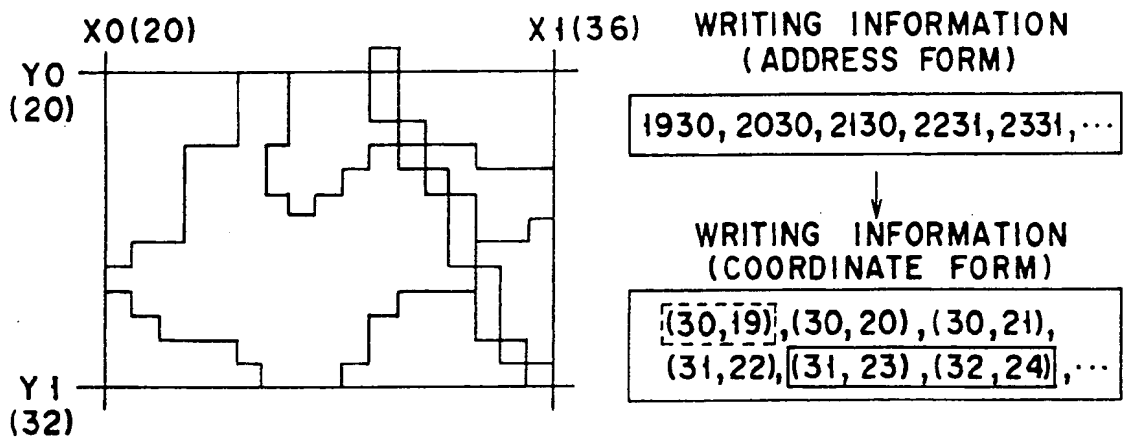 X0(20)
X1(36)
Y0
(20)
Y1
(32)
WRITING INFORMATION
(ADDRESS FORM)
1930, 2030, 2130, 2231, 2331, ···
WRITING INFORMATION
(COORDINATE FORM)
(30,19),(30,20),(30,21),
(31,22),(31,23),(32,24),···